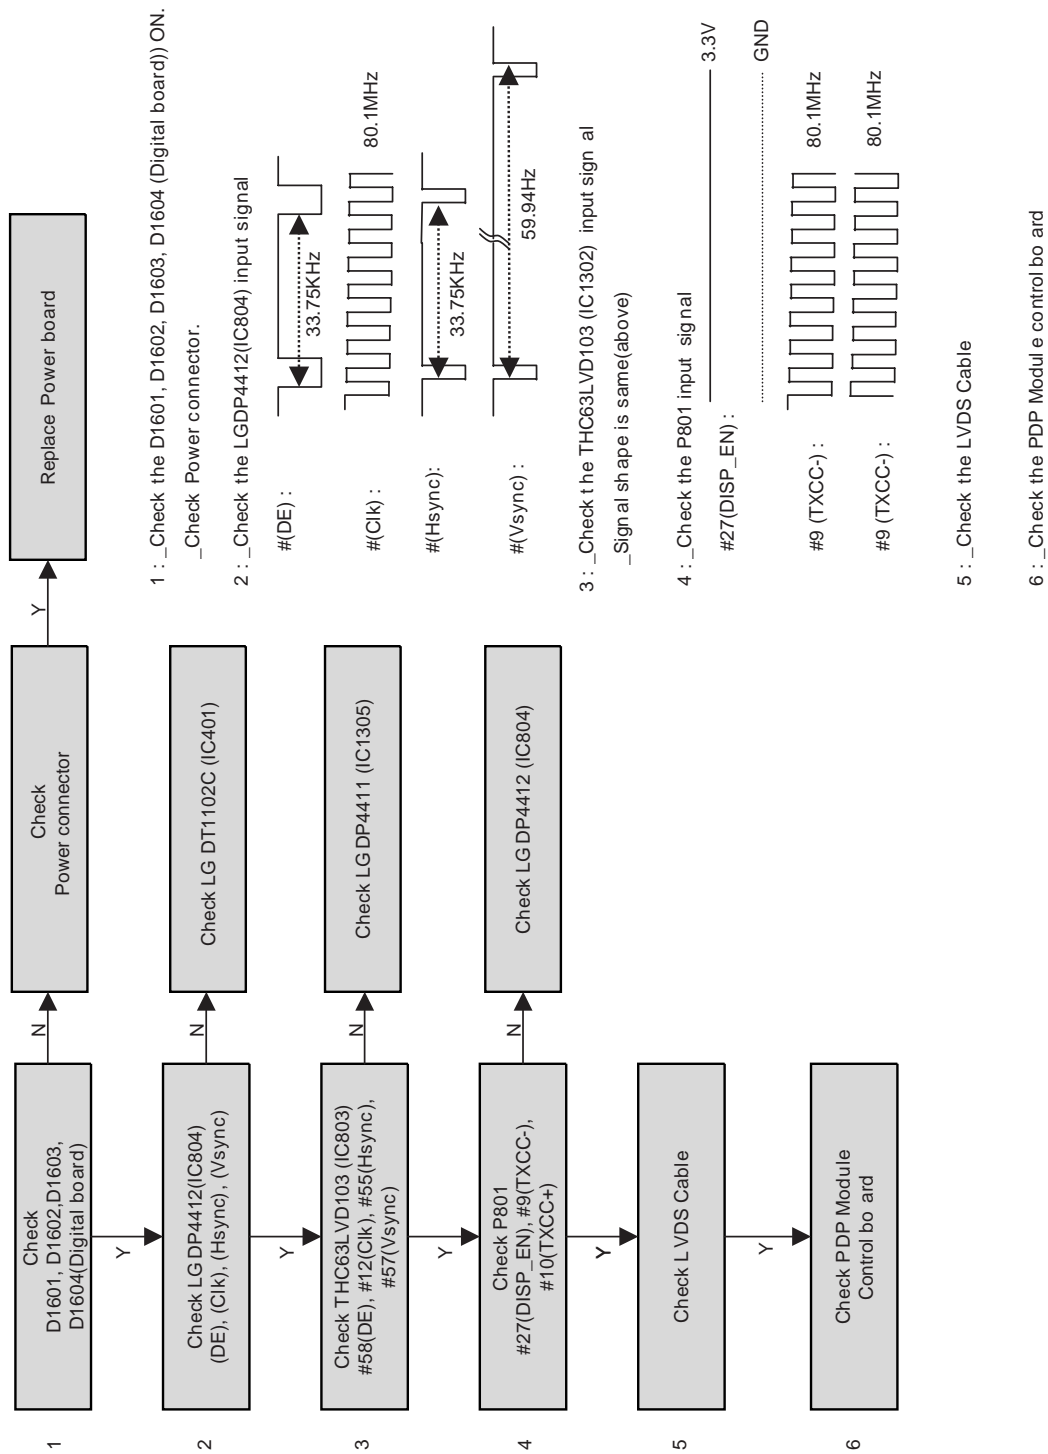 1
Check
D1601, D1602,D1603,
D1604(Digital board)
N
Check
Power connector
Y
Replace Power board
Y
2
Check LGDP4412(IC804)
(DE), (Clk), (Hsync), (Vsync)
N
Check LG DT1102C (IC401)
Y
3
Check THC63LVD103 (IC803)
#58(DE), #12(Clk), #55(Hsync),
#57(Vsync)
N
Check LG DP4411 (IC1305)
Y
4
Check P801
#27(DISP_EN), #9(TXCC-),
#10(TXCC+)
N
Check LG DP4412 (IC804)
Y
5
Check LVDS Cable
Y
6
Check PDP Module
Control board
1 : _Check the D1601, D1602, D1603, D1604 (Digital board)) ON.
_Check Power connector.
2 : _Check the LGDP4412(IC804) input signal
#(DE) :
33.75KHz
#(Clk) :
80.1MHz
#(Hsync):
33.75KHz
#(Vsync) :
59.94Hz
3 : _Check the THC63LVD103 (IC1302) input signal
_Signal shape is same(above)
4 : _Check the P801 input signal
#27(DISP_EN) :
3.3V
GND
#9 (TXCC-) :
80.1MHz
#9 (TXCC-) :
80.1MHz
5 : _Check the LVDS Cable
6 : _Check the PDP Module control board